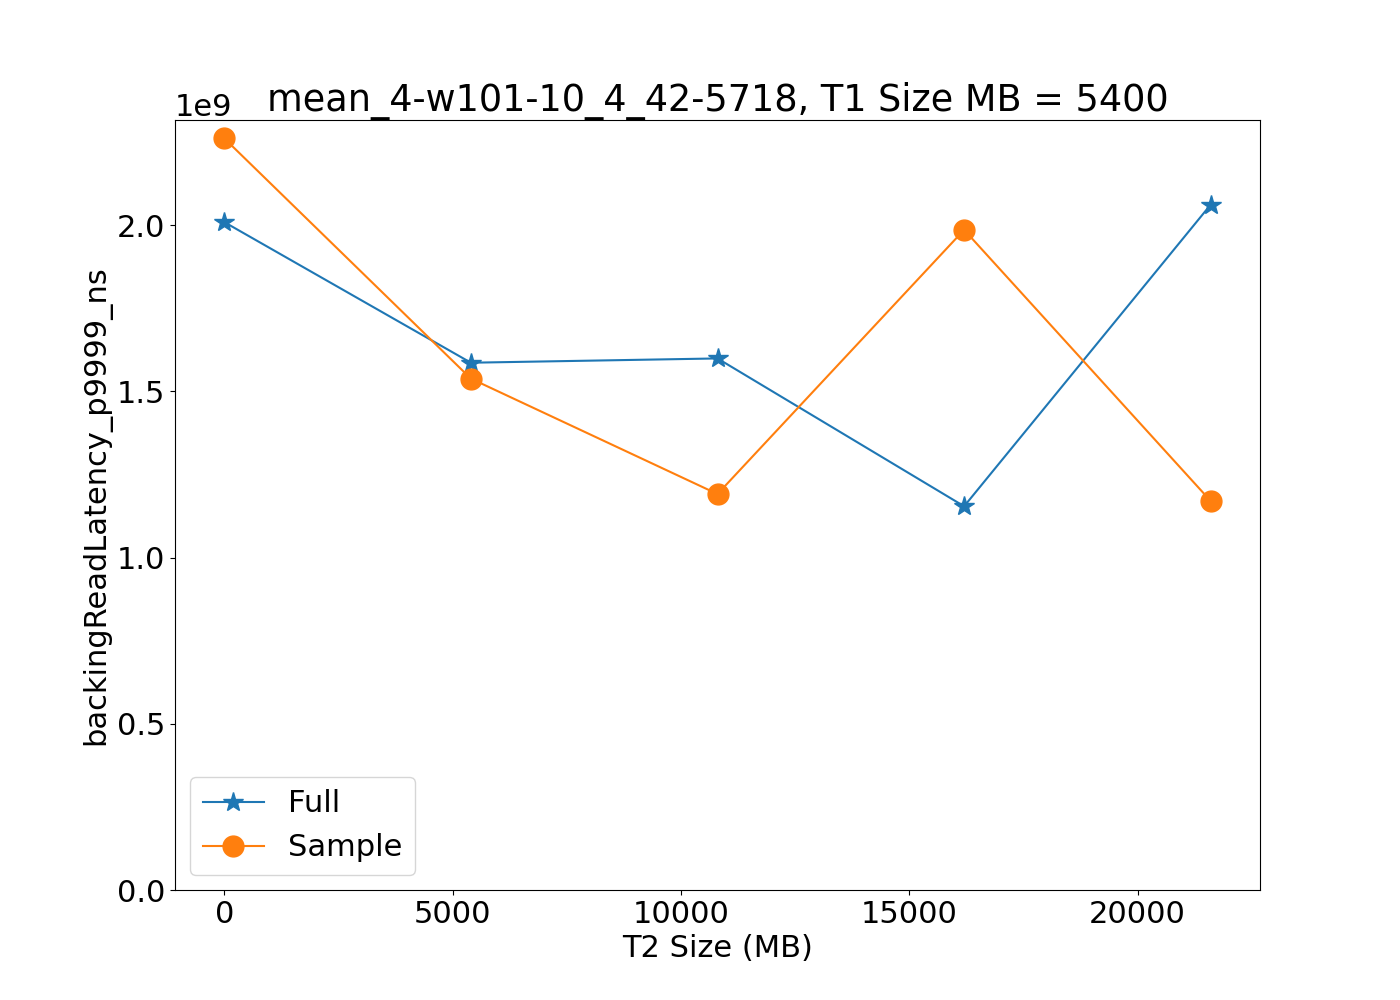 1e9
mean_4-w101-10_4_42-5718, T1 Size MB = 5400
backingReadLatency_p9999_ns
2.0
1.5
1.0
0.5
0.0
Full
Sample
0
5000
10000
15000
20000
T2 Size (MB)